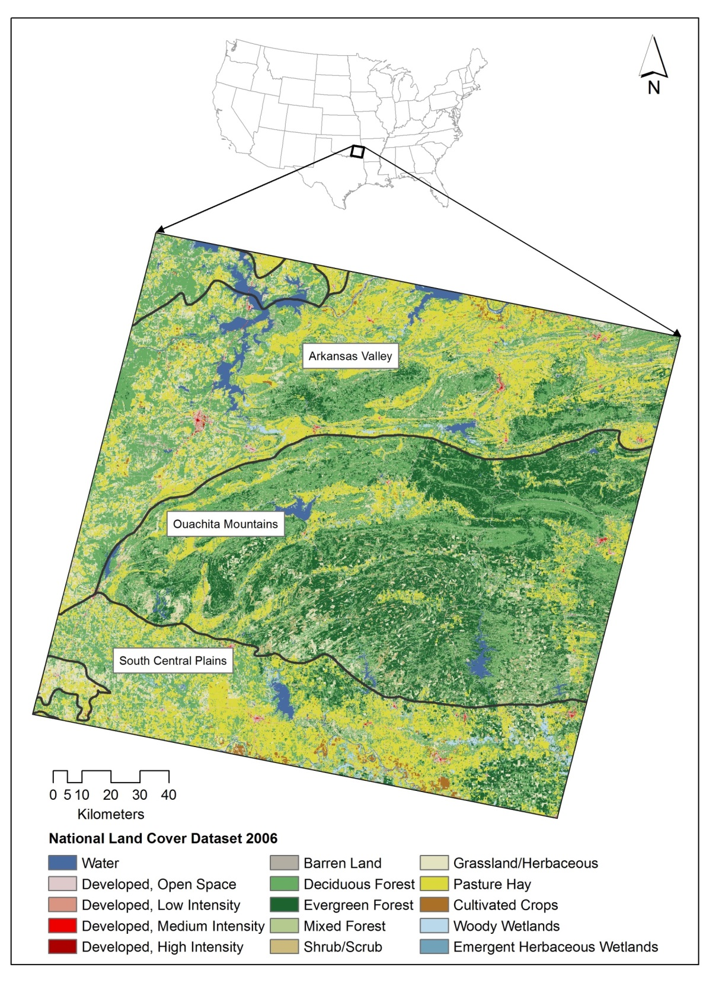 N
Arkansas Valley
Ouachita Mountains
South Central Plains
0 5 10 20 30 40
Kilometers
National Land Cover Dataset 2006
Water
Developed, Open Space
Developed, Low Intensity
Developed, Medium Intensity
Developed, High Intensity
Barren Land
Deciduous Forest
Evergreen Forest
Mixed Forest
Shrub/Scrub
Grassland/Herbaceous
Pasture Hay
Cultivated Crops
Woody Wetlands
Emergent Herbaceous Wetlands